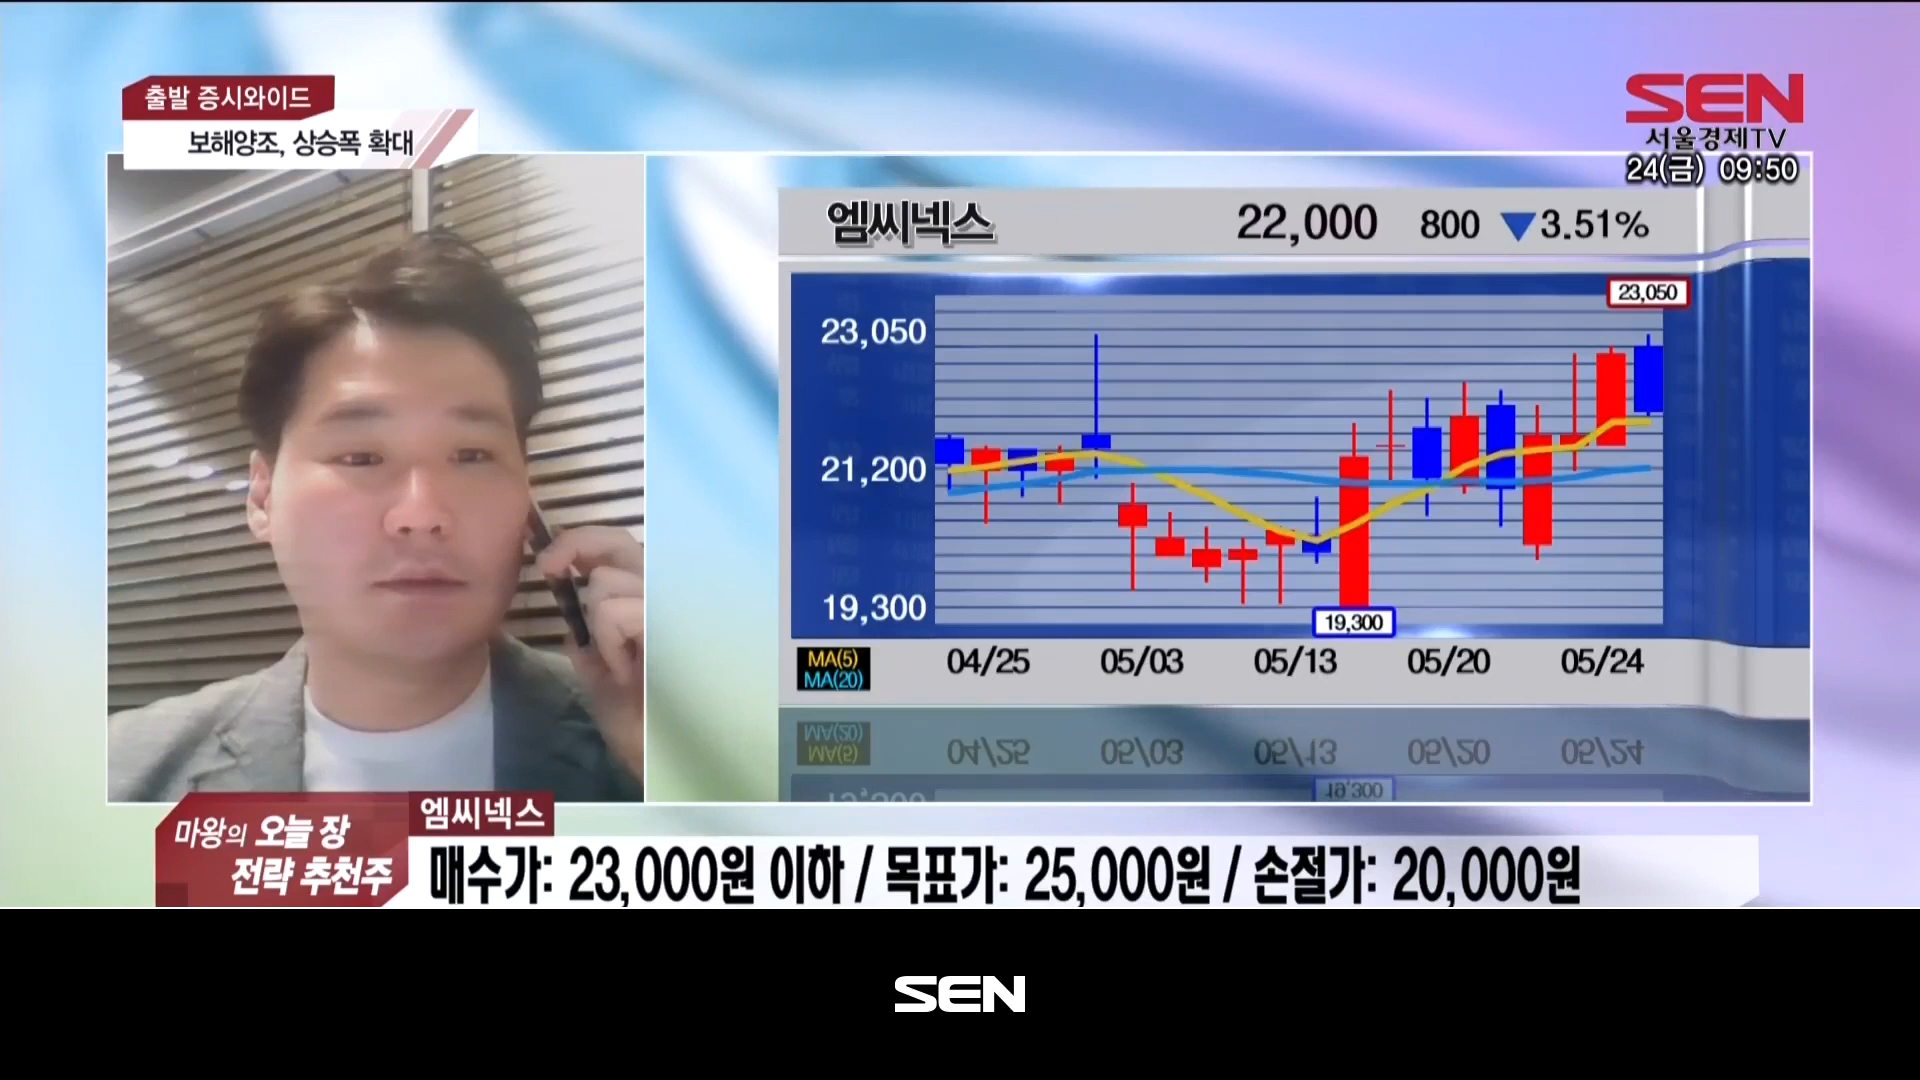 출발 증시와이드
보해양조, 상승폭 확대
SEN
서울경제TV
24(금) 09:50
엠씨넥스 22,000 800 ▼3.51%
23,050
23,050
21,200
19,300
19,300
MA(5)
MA(20)
04/25 05/03 05/13 05/20 05/24
마왕의 오늘 장
전략 추천주
엠씨넥스
매수가: 23,000원 이하 / 목표가: 25,000원 / 손절가: 20,000원
SEN